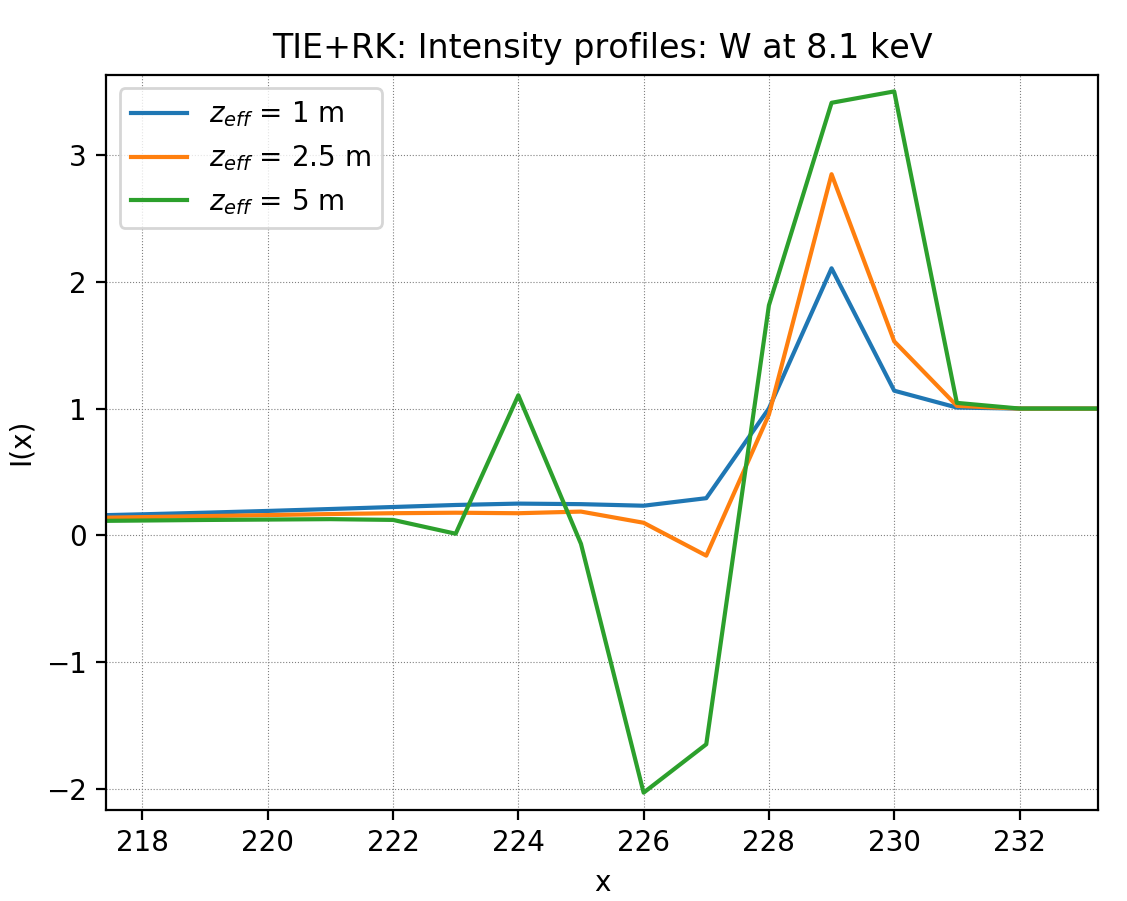 TIE+RK: Intensity profiles: W at 8.1 keV
z_eff = 1 m
z_eff = 2.5 m
z_eff = 5 m
3
2
1
0
−1
−2
I(x)
218 220 222 224 226 228 230 232
x